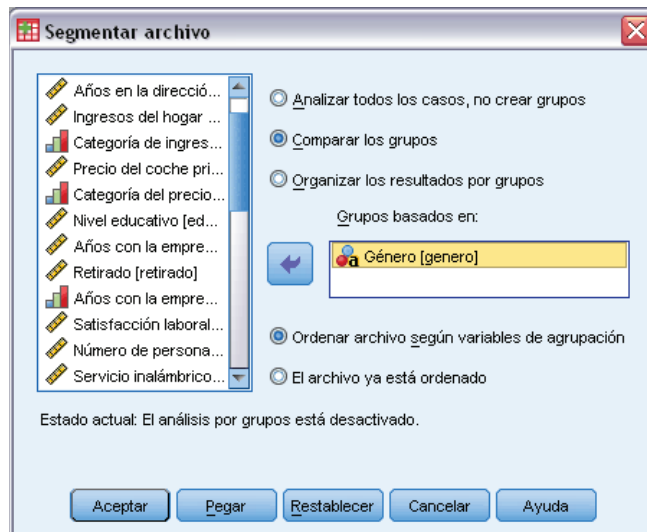 Segmentar archivo
Años en la direcció...
Ingresos del hogar ...
Categoría de ingres...
Precio del coche pri...
Categoría del precio...
Nivel educativo [ed...
Años con la empre...
Retirado [retirado]
Años con la empre...
Satisfacción laboral...
Número de persona...
Servicio inalámbrico...
Analizar todos los casos, no crear grupos
Comparar los grupos
Organizar los resultados por grupos
Grupos basados en:
a Género [genero]
Ordenar archivo según variables de agrupación
El archivo ya está ordenado
Estado actual: El análisis por grupos está desactivado.
Aceptar Pegar Restablecer Cancelar Ayuda